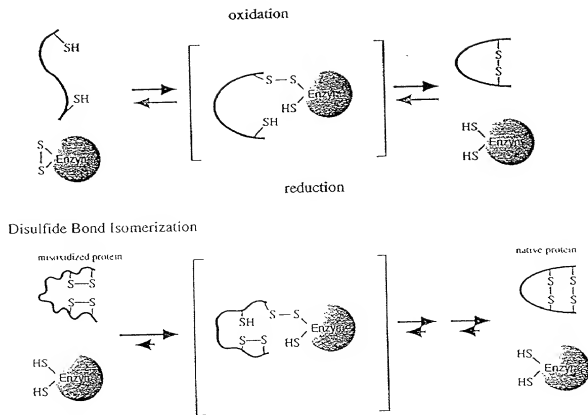 oxidation
SH
SH
S
S
Enzyme
S
S
Enzyme
HS
SH
S
S
HS
HS
Enzyme
reduction
Disulfide Bond Isomerization
misoxidized protein
S—S
S—S
HS
HS
Enzyme
SH
S—S
S
S
Enzyme
HS
native protein
S S
S S
HS
HS
Enzyme